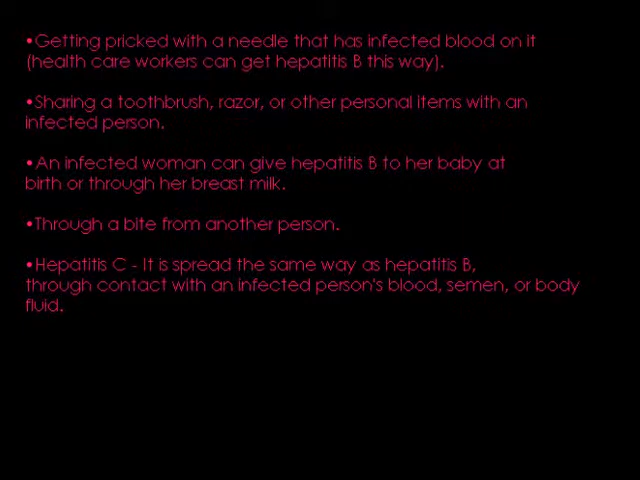 •Getting pricked with a needle that has infected blood on it
(health care workers can get hepatitis B this way).
•Sharing a toothbrush, razor, or other personal items with an
infected person.
•An infected woman can give hepatitis B to her baby at
birth or through her breast milk.
•Through a bite from another person.
•Hepatitis C - It is spread the same way as hepatitis B,
through contact with an infected person's blood, semen, or body
fluid.